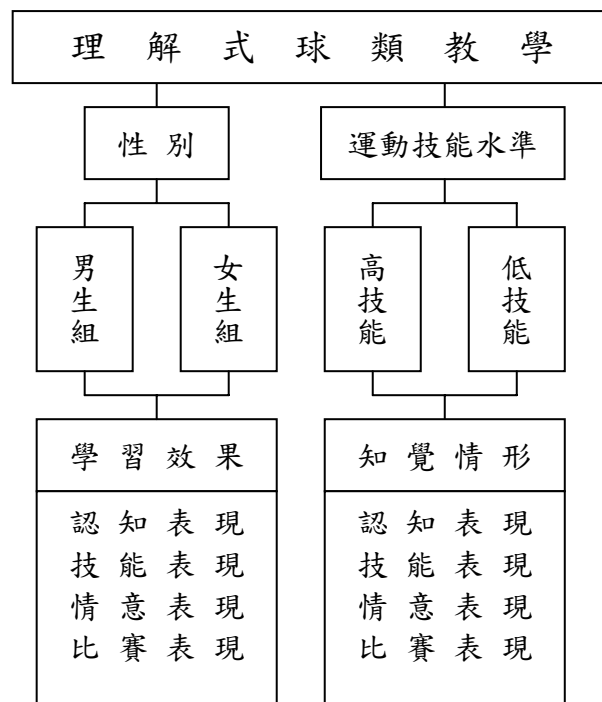 理解式球類教學
性別
運動技能水準
男生組
女生組
高技能
低技能
學習效果
認知表現
技能表現
情意表現
比賽表現
知覺情形
認知表現
技能表現
情意表現
比賽表現